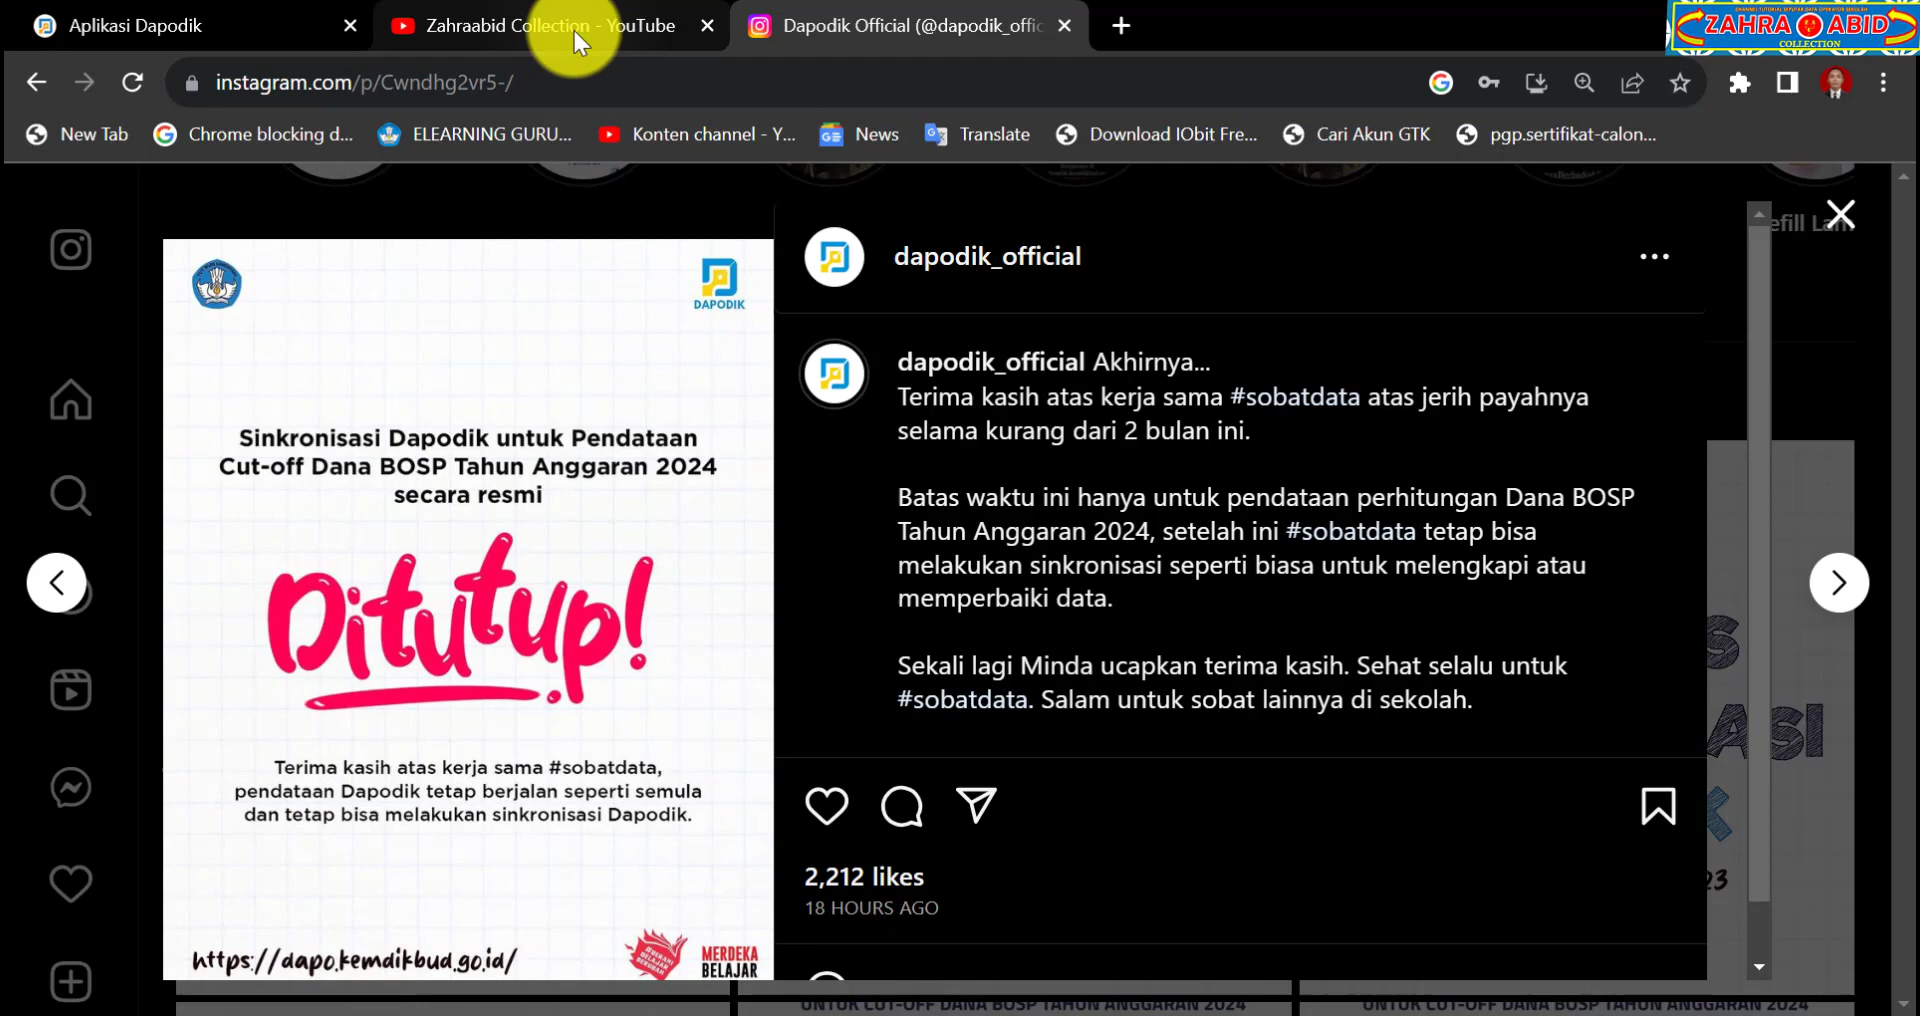 Aplikasi Dapodik
Zahraabid Collection - YouTube
Dapodik Official (@dapodik_offic
CHANNEL TUTORIAL SEPUTAR DATA OPERATOR SEKOLAH
ZAHRA ABID
COLLECTION
instagram.com/p/Cwndhg2vr5-/
New Tab
Chrome blocking d...
ELEARNING GURU...
Konten channel - Y...
News
Translate
Download IObit Fre...
Cari Akun GTK
pgp.sertifikat-calon...
DAPODIK
Sinkronisasi Dapodik untuk Pendataan
Cut-off Dana BOSP Tahun Anggaran 2024
secara resmi
Ditutup!
Terima kasih atas kerja sama #sobatdata,
pendataan Dapodik tetap berjalan seperti semula
dan tetap bisa melakukan sinkronisasi Dapodik.
https://dapo.kemdikbud.go.id/
MERDEKA
BELAJAR
dapodik_official
dapodik_official Akhirnya...
Terima kasih atas kerja sama #sobatdata atas jerih payahnya
selama kurang dari 2 bulan ini.
Batas waktu ini hanya untuk pendataan perhitungan Dana BOSP
Tahun Anggaran 2024, setelah ini #sobatdata tetap bisa
melakukan sinkronisasi seperti biasa untuk melengkapi atau
memperbaiki data.
Sekali lagi Minda ucapkan terima kasih. Sehat selalu untuk
#sobatdata. Salam untuk sobat lainnya di sekolah.
2,212 likes
18 HOURS AGO
UNTUK CUT-OFF DANA BOSP TAHUN ANGGARAN 2024
UNTUK CUT-OFF DANA BOSP TAHUN ANGGARAN 2024